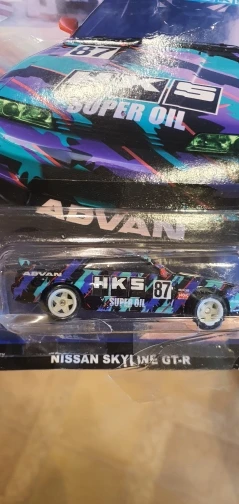 87
HKS
SUPER OIL
ADVAN
ADVAN
HKS 87
SUPER OIL
NISSAN SKYLINE GT-R